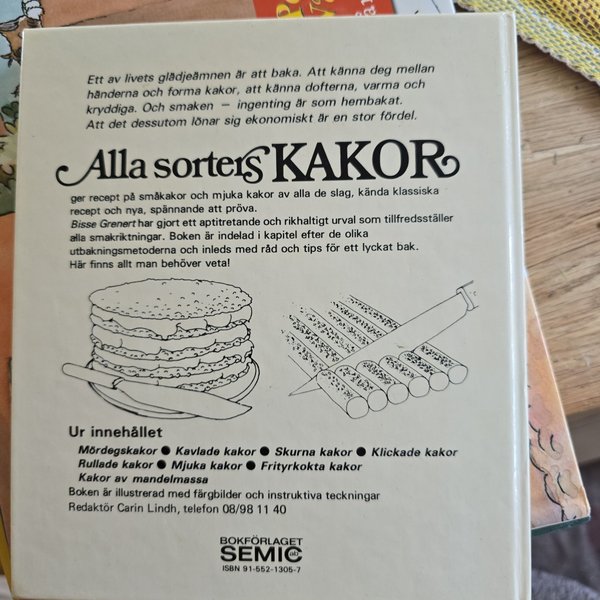 Ett av livets glädjeämnen är att baka. Att känna deg mellan
händerna och forma kakor, att känna dofterna, varma och
kryddiga. Och smaken — ingenting är som hembakat.
Att det dessutom lönar sig ekonomiskt är en stor fördel.
Alla sorters KAKOR
ger recept på småkakor och mjuka kakor av alla de slag, kända klassiska
recept och nya, spännande att pröva.
Bisse Grenert har gjort ett aptitretande och rikhaltigt urval som tillfredsställer
alla smakriktningar. Boken är indelad i kapitel efter de olika
utbakningsmetoderna och inleds med råd och tips för ett lyckat bak.
Här finns allt man behöver veta!
Ur innehållet
Mördegskakor ● Kavlade kakor ● Skurna kakor ● Klickade kakor
Rullade kakor ● Mjuka kakor ● Frityrkokta kakor
Kakor av mandelmassa
Boken är illustrerad med färgbilder och instruktiva teckningar
Redaktör Carin Lindh, telefon 08/98 11 40
BOKFÖRLAGET
SEMIC ab
ISBN 91-552-1305-7